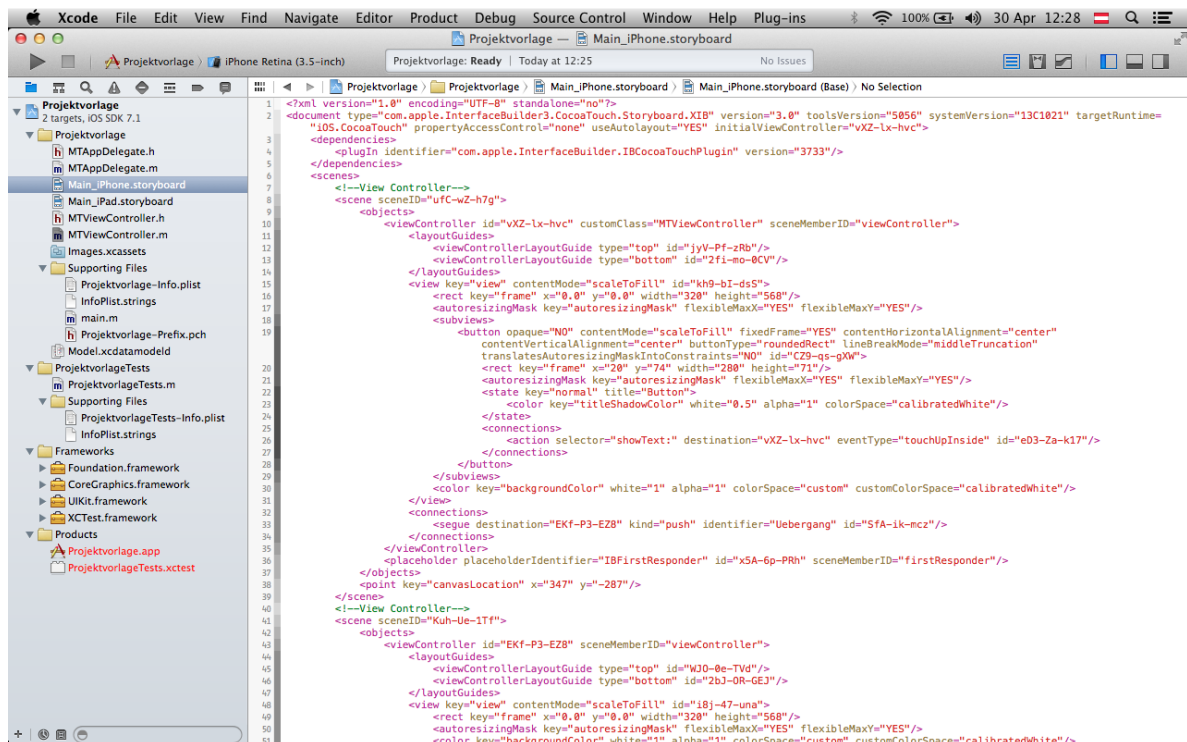 Xcode File Edit View Find Navigate Editor Product Debug Source Control Window Help Plug-ins 100% 30 Apr 12:28
Projektvorlage — Main_iPhone.storyboard
Projektvorlage iPhone Retina (3.5-inch) Projektvorlage: Ready Today at 12:25 No Issues
Projektvorlage Projektvorlage Main_iPhone.storyboard Main_iPhone.storyboard (Base) No Selection
Projektvorlage
2 targets, iOS SDK 7.1
Projektvorlage
MTAppDelegate.h
MTAppDelegate.m
Main_iPhone.storyboard
Main_iPad.storyboard
MTViewController.h
MTViewController.m
Images.xcassets
Supporting Files
Projektvorlage-Info.plist
InfoPlist.strings
main.m
Projektvorlage-Prefix.pch
Model.xcdatamodeld
ProjektvorlageTests
ProjektvorlageTests.m
Supporting Files
ProjektvorlageTests-Info.plist
InfoPlist.strings
Frameworks
Foundation.framework
CoreGraphics.framework
UIKit.framework
XCTest.framework
Products
Projektvorlage.app
ProjektvorlageTests.xctest
1 <?xml version="1.0" encoding="UTF-8" standalone="no"?>
2 <document type="com.apple.InterfaceBuilder3.CocoaTouch.Storyboard.XIB" version="3.0" toolsVersion="5056" systemVersion="13C1021" targetRuntime=
"iOS.CocoaTouch" propertyAccessControl="none" useAutolayout="YES" initialViewController="vXZ-lx-hvc">
3 <dependencies>
4 <plugIn identifier="com.apple.InterfaceBuilder.IBCocoaTouchPlugin" version="3733"/>
5 </dependencies>
6 <scenes>
7 <!--View Controller-->
8 <scene sceneID="ufC-wZ-h7g">
9 <objects>
10 <viewController id="vXZ-lx-hvc" customClass="MTViewController" sceneMemberID="viewController">
11 <layoutGuides>
12 <viewControllerLayoutGuide type="top" id="jyV-Pf-zRb"/>
13 <viewControllerLayoutGuide type="bottom" id="2fi-mo-0CV"/>
14 </layoutGuides>
15 <view key="view" contentMode="scaleToFill" id="kh9-bI-dsS">
16 <rect key="frame" x="0.0" y="0.0" width="320" height="568"/>
17 <autoresizingMask key="autoresizingMask" flexibleMaxX="YES" flexibleMaxY="YES"/>
18 <subviews>
19 <button opaque="NO" contentMode="scaleToFill" fixedFrame="YES" contentHorizontalAlignment="center"
contentVerticalAlignment="center" buttonType="roundedRect" lineBreakMode="middleTruncation"
translatesAutoresizingMaskIntoConstraints="NO" id="CZ9-qs-gXW">
20 <rect key="frame" x="20" y="74" width="280" height="71"/>
21 <autoresizingMask key="autoresizingMask" flexibleMaxX="YES" flexibleMaxY="YES"/>
22 <state key="normal" title="Button">
23 <color key="titleShadowColor" white="0.5" alpha="1" colorSpace="calibratedWhite"/>
24 </state>
25 <connections>
26 <action selector="showText:" destination="vXZ-lx-hvc" eventType="touchUpInside" id="eD3-Za-k17"/>
27 </connections>
28 </button>
29 </subviews>
30 <color key="backgroundColor" white="1" alpha="1" colorSpace="custom" customColorSpace="calibratedWhite"/>
31 </view>
32 <connections>
33 <segue destination="EKf-P3-EZ8" kind="push" identifier="Uebergang" id="SfA-ik-mcz"/>
34 </connections>
35 </viewController>
36 <placeholder placeholderIdentifier="IBFirstResponder" id="x5A-6p-PRh" sceneMemberID="firstResponder"/>
37 </objects>
38 <point key="canvasLocation" x="347" y="-287"/>
39 </scene>
40 <!--View Controller-->
41 <scene sceneID="Kuh-Ue-1Tf">
42 <objects>
43 <viewController id="EKf-P3-EZ8" sceneMemberID="viewController">
44 <layoutGuides>
45 <viewControllerLayoutGuide type="top" id="WJO-0e-TVd"/>
46 <viewControllerLayoutGuide type="bottom" id="2bJ-OR-GEJ"/>
47 </layoutGuides>
48 <view key="view" contentMode="scaleToFill" id="i8j-47-una">
49 <rect key="frame" x="0.0" y="0.0" width="320" height="568"/>
50 <autoresizingMask key="autoresizingMask" flexibleMaxX="YES" flexibleMaxY="YES"/>
51 <color key="backgroundColor" white="1" alpha="1" colorSpace="custom" customColorSpace="calibratedWhite"/>